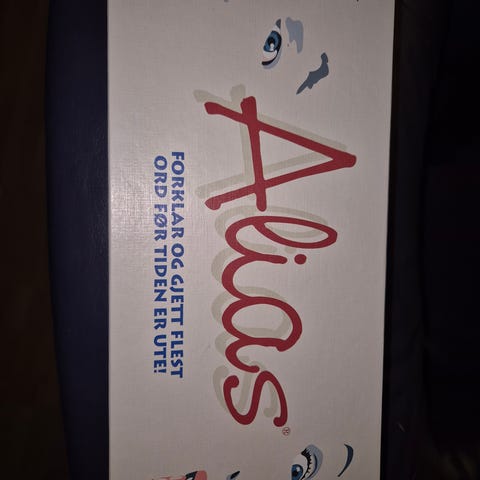 Alias®
FORKLAR OG GJETT FLEST
ORD FØR TIDEN ER UTE!